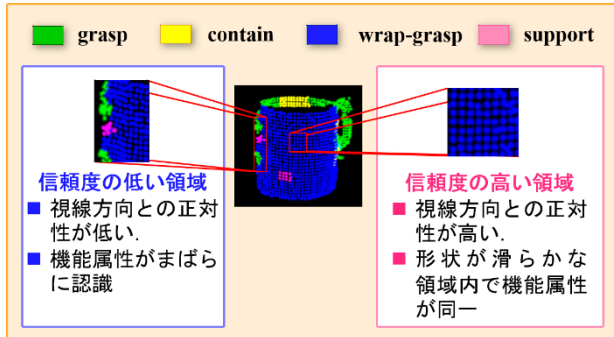 grasp contain wrap-grasp support
信頼度の低い領域
視線方向との正対
性が低い.
機能属性がまばら
に認識
信頼度の高い領域
視線方向との正対
性が高い.
形状が滑らかな
領域内で機能属性
が同一